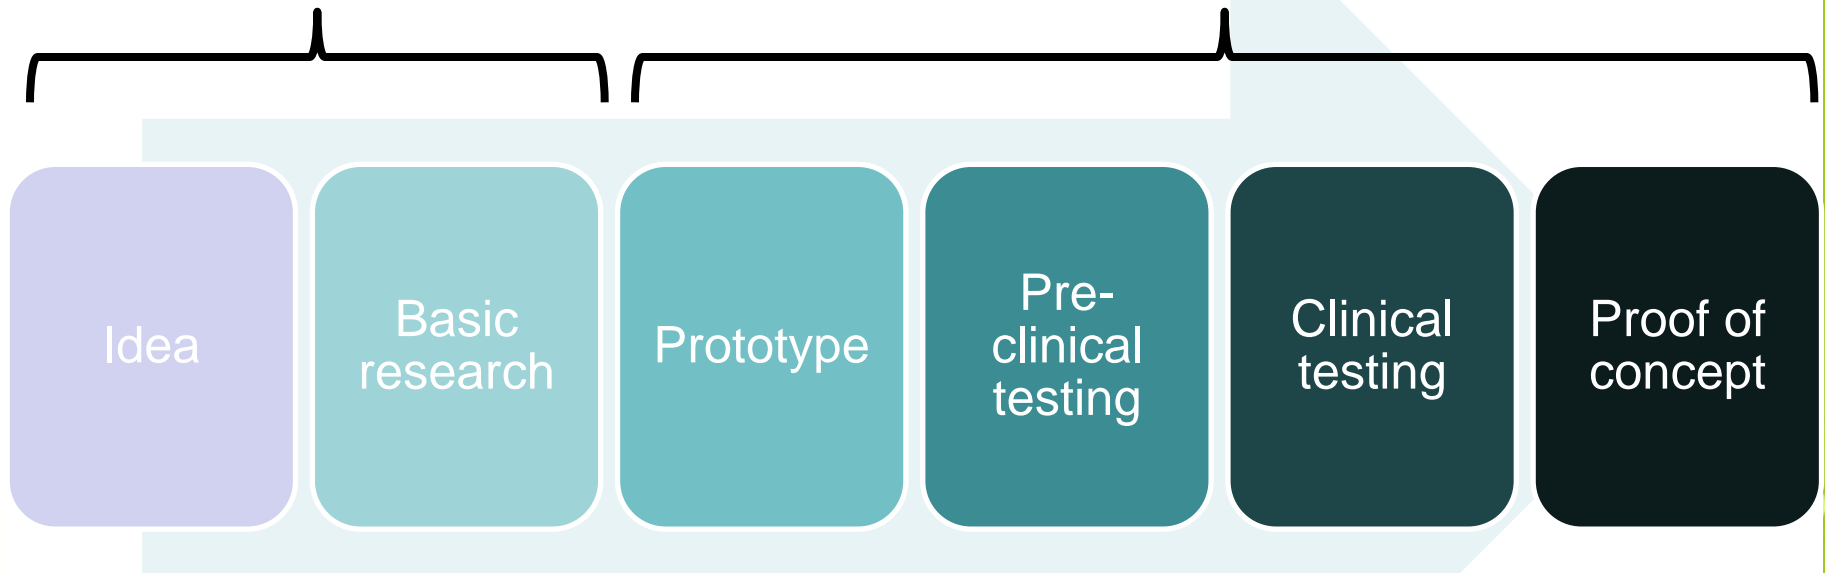 Idea
Basic
research
Prototype
Pre-
clinical
testing
Clinical
testing
Proof of
concept